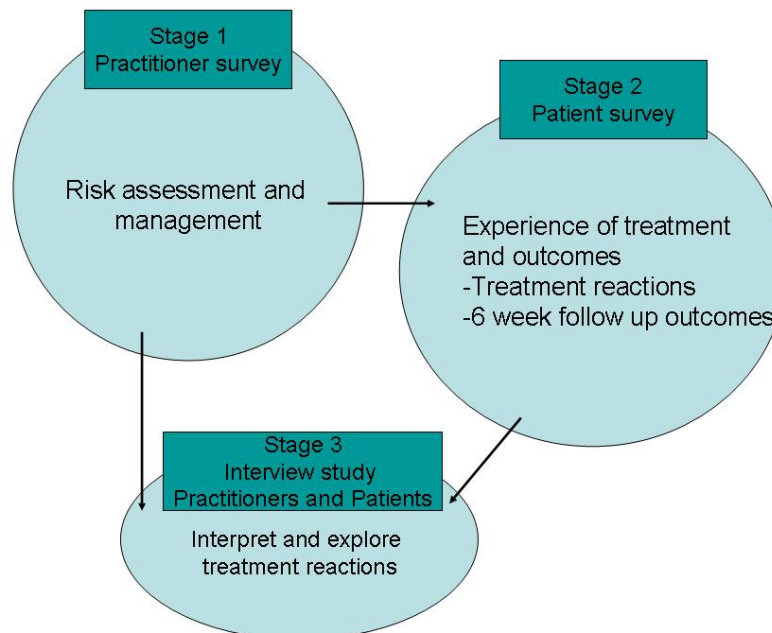 Stage 1
Practitioner survey
Risk assessment and
management
Stage 2
Patient survey
Experience of treatment
and outcomes
-Treatment reactions
-6 week follow up outcomes
Stage 3
Interview study
Practitioners and Patients
Interpret and explore
treatment reactions